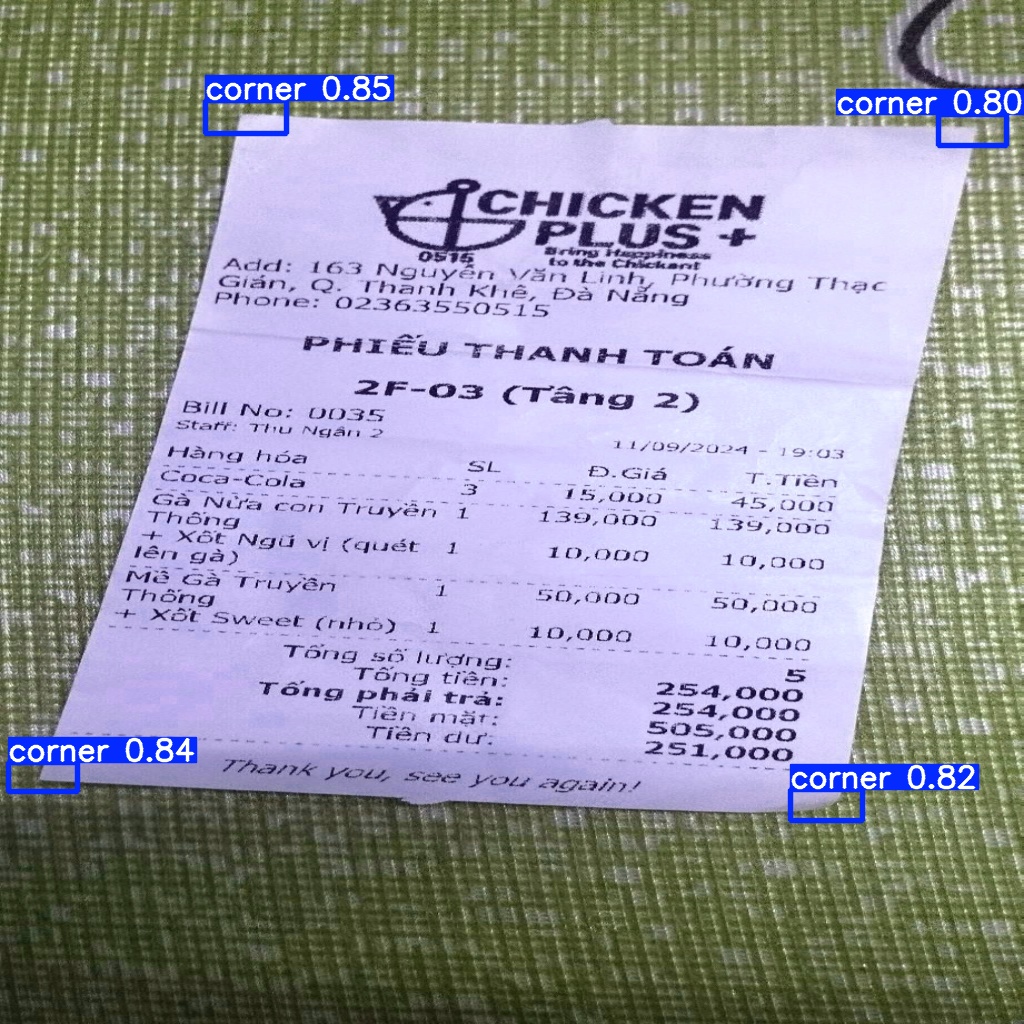 corner 0.85
corner 0.80
CHICKEN
PLUS +
0515
Bring Happiness
to the Chicken!
Add: 163 Nguyễn Văn Linh, Phường Thạc
Gián, Q. Thanh Khê, Đà Nẵng
Phone: 02363550515
PHIẾU THANH TOÁN
2F-03 (Tầng 2)
Bill No: 0035
Staff: Thu Ngân 2
11/09/2024 - 19:03
Hàng hóa SL Đ.Giá T.Tiền
Coca-Cola 3 15,000 45,000
Gà Nửa con Truyền 1 139,000 139,000
Thống
+ Xốt Ngũ vị (quét 1 10,000 10,000
lên gà)
Mề Gà Truyền 1 50,000 50,000
Thống
+ Xốt Sweet (nhỏ) 1 10,000 10,000
Tổng số lượng: 5
Tổng tiền: 254,000
Tổng phải trả: 254,000
Tiền mặt: 505,000
Tiền dư: 251,000
Thank you, see you again!
corner 0.84
corner 0.82